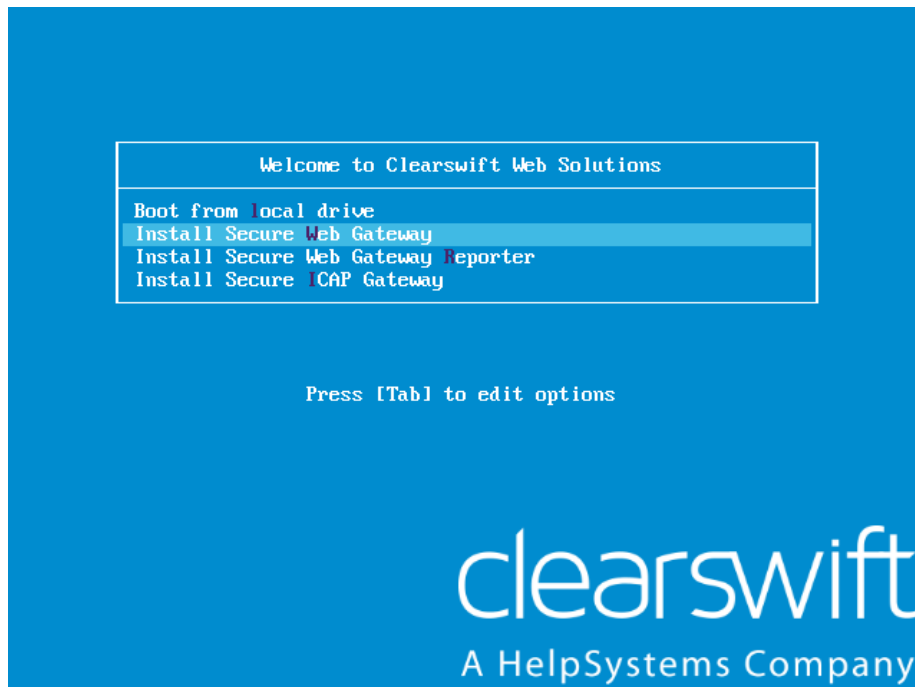 Welcome to Clearswift Web Solutions
Boot from local drive
Install Secure Web Gateway
Install Secure Web Gateway Reporter
Install Secure ICAP Gateway
Press [Tab] to edit options
clearswift
A HelpSystems Company